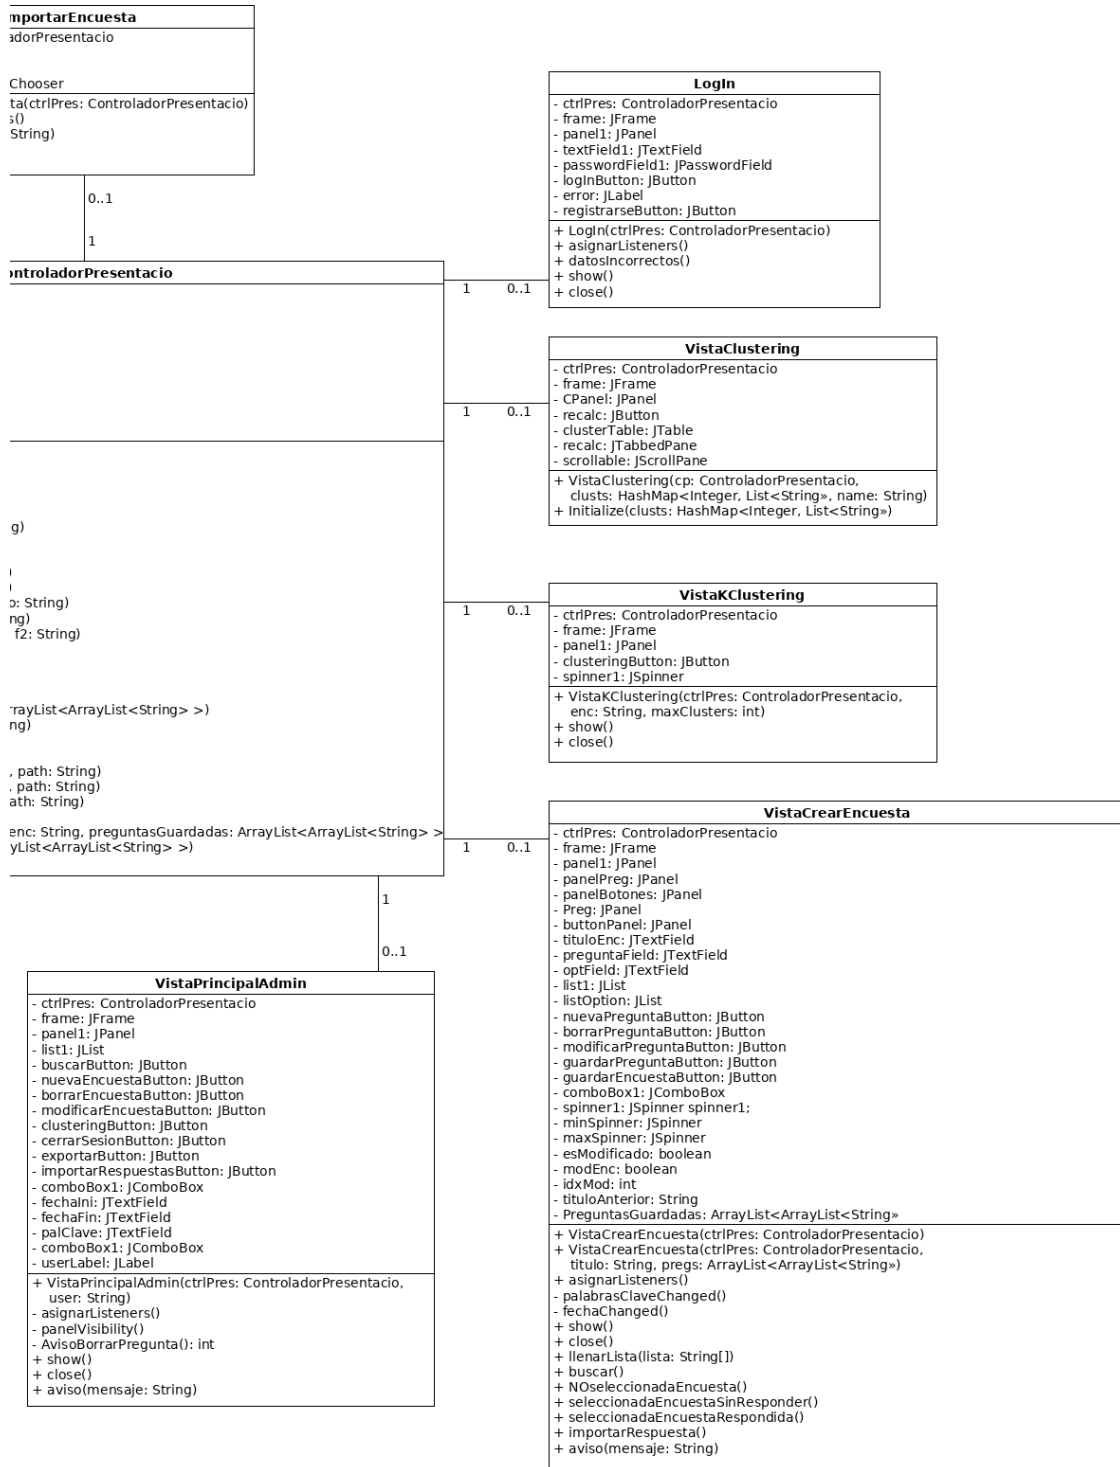 mportarEncuesta
adorPresentacio
Chooser
ta(ctrlPres: ControladorPresentacio)
s()
String)
0..1
1
ontroladorPresentacio
g)
)
)
o: String)
ng)
f2: String)
rrayList<ArrayList<String> >)
ng)
, path: String)
, path: String)
ath: String)
enc: String, preguntasGuardadas: ArrayList<ArrayList<String> >
yList<ArrayList<String> >)
1 0..1
LogIn
- ctrlPres: ControladorPresentacio
- frame: JFrame
- panel1: JPanel
- textField1: JTextField
- passwordField1: JPasswordField
- logInButton: JButton
- error: JLabel
- registrarseButton: JButton
+ LogIn(ctrlPres: ControladorPresentacio)
+ asignarListeners()
+ datosIncorrectos()
+ show()
+ close()
1 0..1
VistaClustering
- ctrlPres: ControladorPresentacio
- frame: JFrame
- CPanel: JPanel
- recalc: JButton
- clusterTable: JTable
- recalc: JTabbedPane
- scrollable: JScrollPane
+ VistaClustering(cp: ControladorPresentacio,
clusts: HashMap<Integer, List<String», name: String)
+ Initialize(clusts: HashMap<Integer, List<String»)
1 0..1
VistaKClustering
- ctrlPres: ControladorPresentacio
- frame: JFrame
- panel1: JPanel
- clusteringButton: JButton
- spinner1: JSpinner
+ VistaKClustering(ctrlPres: ControladorPresentacio,
enc: String, maxClusters: int)
+ show()
+ close()
1 0..1
VistaCrearEncuesta
- ctrlPres: ControladorPresentacio
- frame: JFrame
- panel1: JPanel
- panelPreg: JPanel
- panelBotones: JPanel
- Preg: JPanel
- buttonPanel: JPanel
- tituloEnc: JTextField
- preguntaField: JTextField
- optField: JTextField
- list1: JList
- listOption: JList
- nuevaPreguntaButton: JButton
- borrarPreguntaButton: JButton
- modificarPreguntaButton: JButton
- guardarPreguntaButton: JButton
- guardarEncuestaButton: JButton
- comboBox1: JComboBox
- spinner1: JSpinner spinner1;
- minSpinner: JSpinner
- maxSpinner: JSpinner
- esModificado: boolean
- modEnc: boolean
- idxMod: int
- tituloAnterior: String
- PreguntasGuardadas: ArrayList<ArrayList<String»
+ VistaCrearEncuesta(ctrlPres: ControladorPresentacio)
+ VistaCrearEncuesta(ctrlPres: ControladorPresentacio,
titulo: String, pregs: ArrayList<ArrayList<String»)
+ asignarListeners()
- palabrasClaveChanged()
- fechaChanged()
+ show()
+ close()
+ llenarLista(lista: String[])
+ buscar()
+ NOseleccionadaEncuesta()
+ seleccionadaEncuestaSinResponder()
+ seleccionadaEncuestaRespondida()
+ importarRespuesta()
+ aviso(mensaje: String)
1
0..1
VistaPrincipalAdmin
- ctrlPres: ControladorPresentacio
- frame: JFrame
- panel1: JPanel
- list1: JList
- buscarButton: JButton
- nuevaEncuestaButton: JButton
- borrarEncuestaButton: JButton
- modificarEncuestaButton: JButton
- clusteringButton: JButton
- cerrarSesionButton: JButton
- exportarButton: JButton
- importarRespuestasButton: JButton
- comboBox1: JComboBox
- fechaIni: JTextField
- fechaFin: JTextField
- palClave: JTextField
- comboBox1: JComboBox
- userLabel: JLabel
+ VistaPrincipalAdmin(ctrlPres: ControladorPresentacio,
user: String)
- asignarListeners()
- panelVisibility()
- AvisoBorrarPregunta(): int
+ show()
+ close()
+ aviso(mensaje: String)